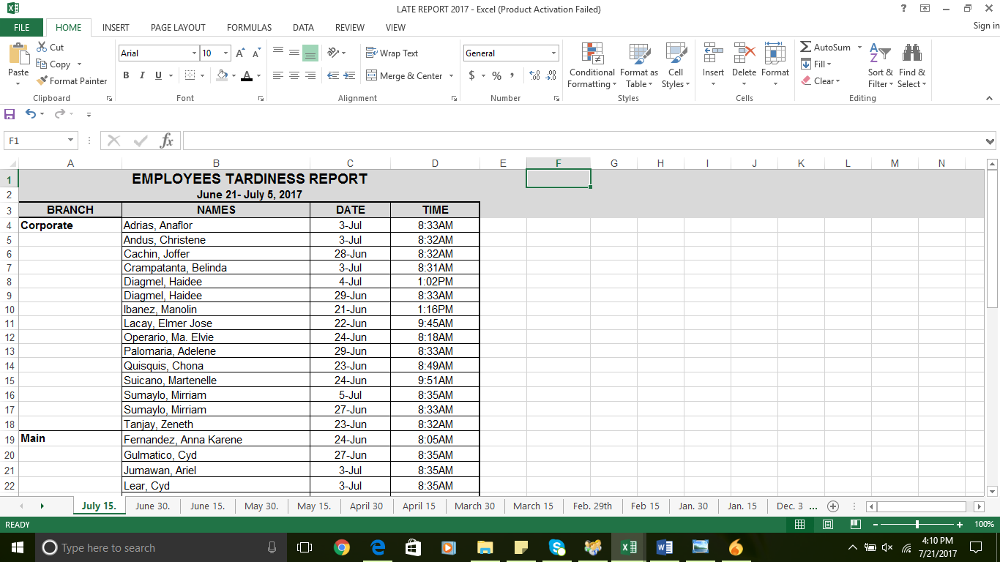 LATE REPORT 2017 - Excel (Product Activation Failed)
FILE HOME INSERT PAGE LAYOUT FORMULAS DATA REVIEW VIEW Sign in
Cut
Copy
Format Painter
Paste
Clipboard
Arial 10
B I U A
Font
Wrap Text
Merge & Center
Alignment
General
$ % ,
Number
Conditional Formatting
Format as Table
Cell Styles
Styles
Insert Delete Format
Cells
AutoSum
Fill
Clear
Sort & Filter
Find & Select
Editing
F1 fx
A B C D E F G H I J K L M N
1 EMPLOYEES TARDINESS REPORT
2 June 21- July 5, 2017
3 BRANCH NAMES DATE TIME
4 Corporate Adrias, Anaflor 3-Jul 8:33AM
5 Andus, Christene 3-Jul 8:32AM
6 Cachin, Joffer 28-Jun 8:32AM
7 Crampatanta, Belinda 3-Jul 8:31AM
8 Diagmel, Haidee 4-Jul 1:02PM
9 Diagmel, Haidee 29-Jun 8:33AM
10 Ibanez, Manolin 21-Jun 1:16PM
11 Lacay, Elmer Jose 22-Jun 9:45AM
12 Operario, Ma. Elvie 24-Jun 8:18AM
13 Palomaria, Adelene 29-Jun 8:33AM
14 Quisquis, Chona 23-Jun 8:49AM
15 Suicano, Martenelle 24-Jun 9:51AM
16 Sumaylo, Mirriam 5-Jul 8:35AM
17 Sumaylo, Mirriam 27-Jun 8:33AM
18 Tanjay, Zeneth 23-Jun 8:32AM
19 Main Fernandez, Anna Karene 24-Jun 8:05AM
20 Gulmatico, Cyd 27-Jun 8:35AM
21 Jumawan, Ariel 3-Jul 8:35AM
22 Lear, Cyd 3-Jul 8:35AM
July 15. June 30. June 15. May 30. May 15. April 30 April 15 March 30 March 15 Feb. 29th Feb 15 Jan. 30 Jan. 15 Dec. 3 ...
READY 100%
Type here to search
4:10 PM
7/21/2017